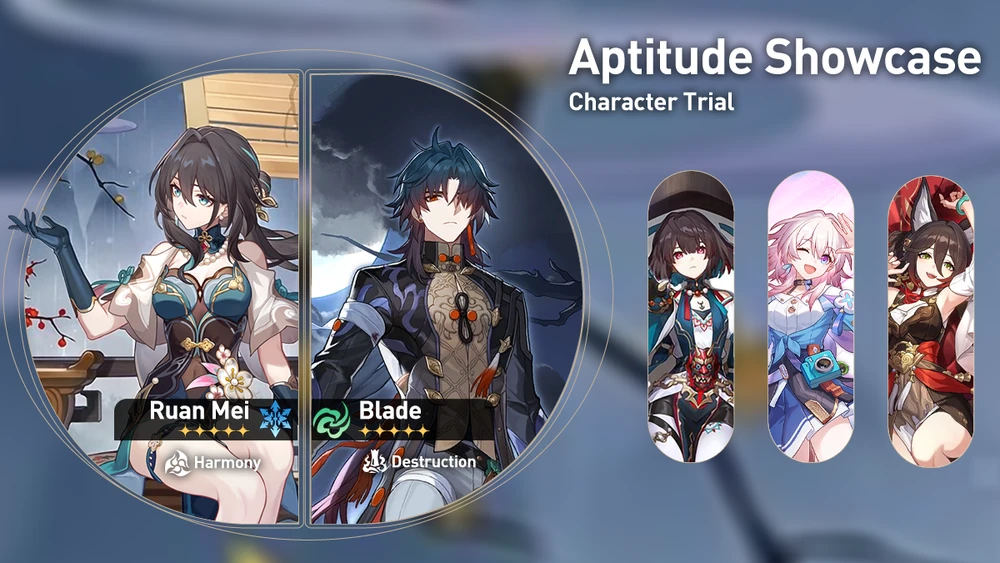 Aptitude Showcase
Character Trial
Ruan Mei
Blade
Harmony
Destruction